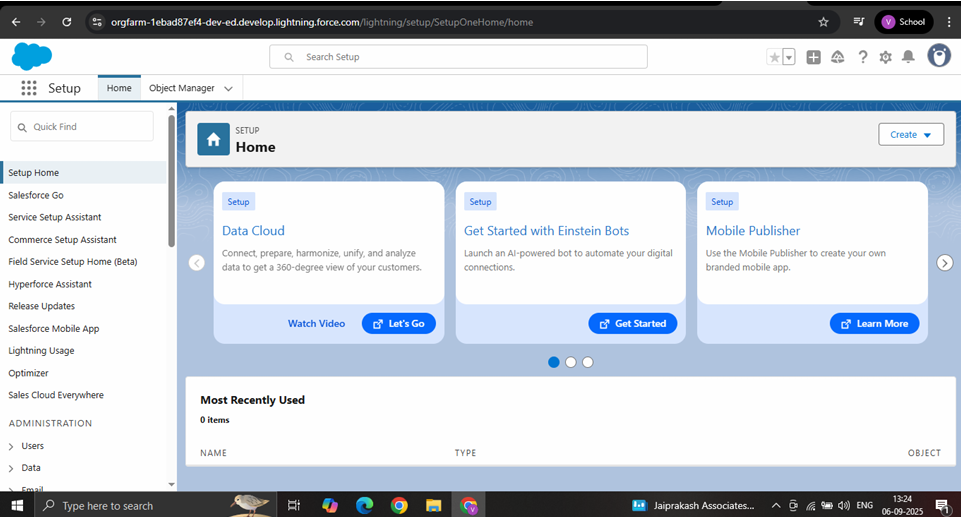 orgfarm-1ebad87ef4-dev-ed.develop.lightning.force.com/lightning/setup/SetupOneHome/home
V School
Search Setup
Setup Home Object Manager
Quick Find
Setup Home
Salesforce Go
Service Setup Assistant
Commerce Setup Assistant
Field Service Setup Home (Beta)
Hyperforce Assistant
Release Updates
Salesforce Mobile App
Lightning Usage
Optimizer
Sales Cloud Everywhere
ADMINISTRATION
Users
Data
Email
SETUP
Home
Create
Setup
Data Cloud
Connect, prepare, harmonize, unify, and analyze
data to get a 360-degree view of your customers.
Watch Video Let's Go
Setup
Get Started with Einstein Bots
Launch an AI-powered bot to automate your digital
connections.
Get Started
Setup
Mobile Publisher
Use the Mobile Publisher to create your own
branded mobile app.
Learn More
Most Recently Used
0 items
NAME TYPE OBJECT
Type here to search
V
Jaiprakash Associates...
ENG
13:24
06-09-2025
1